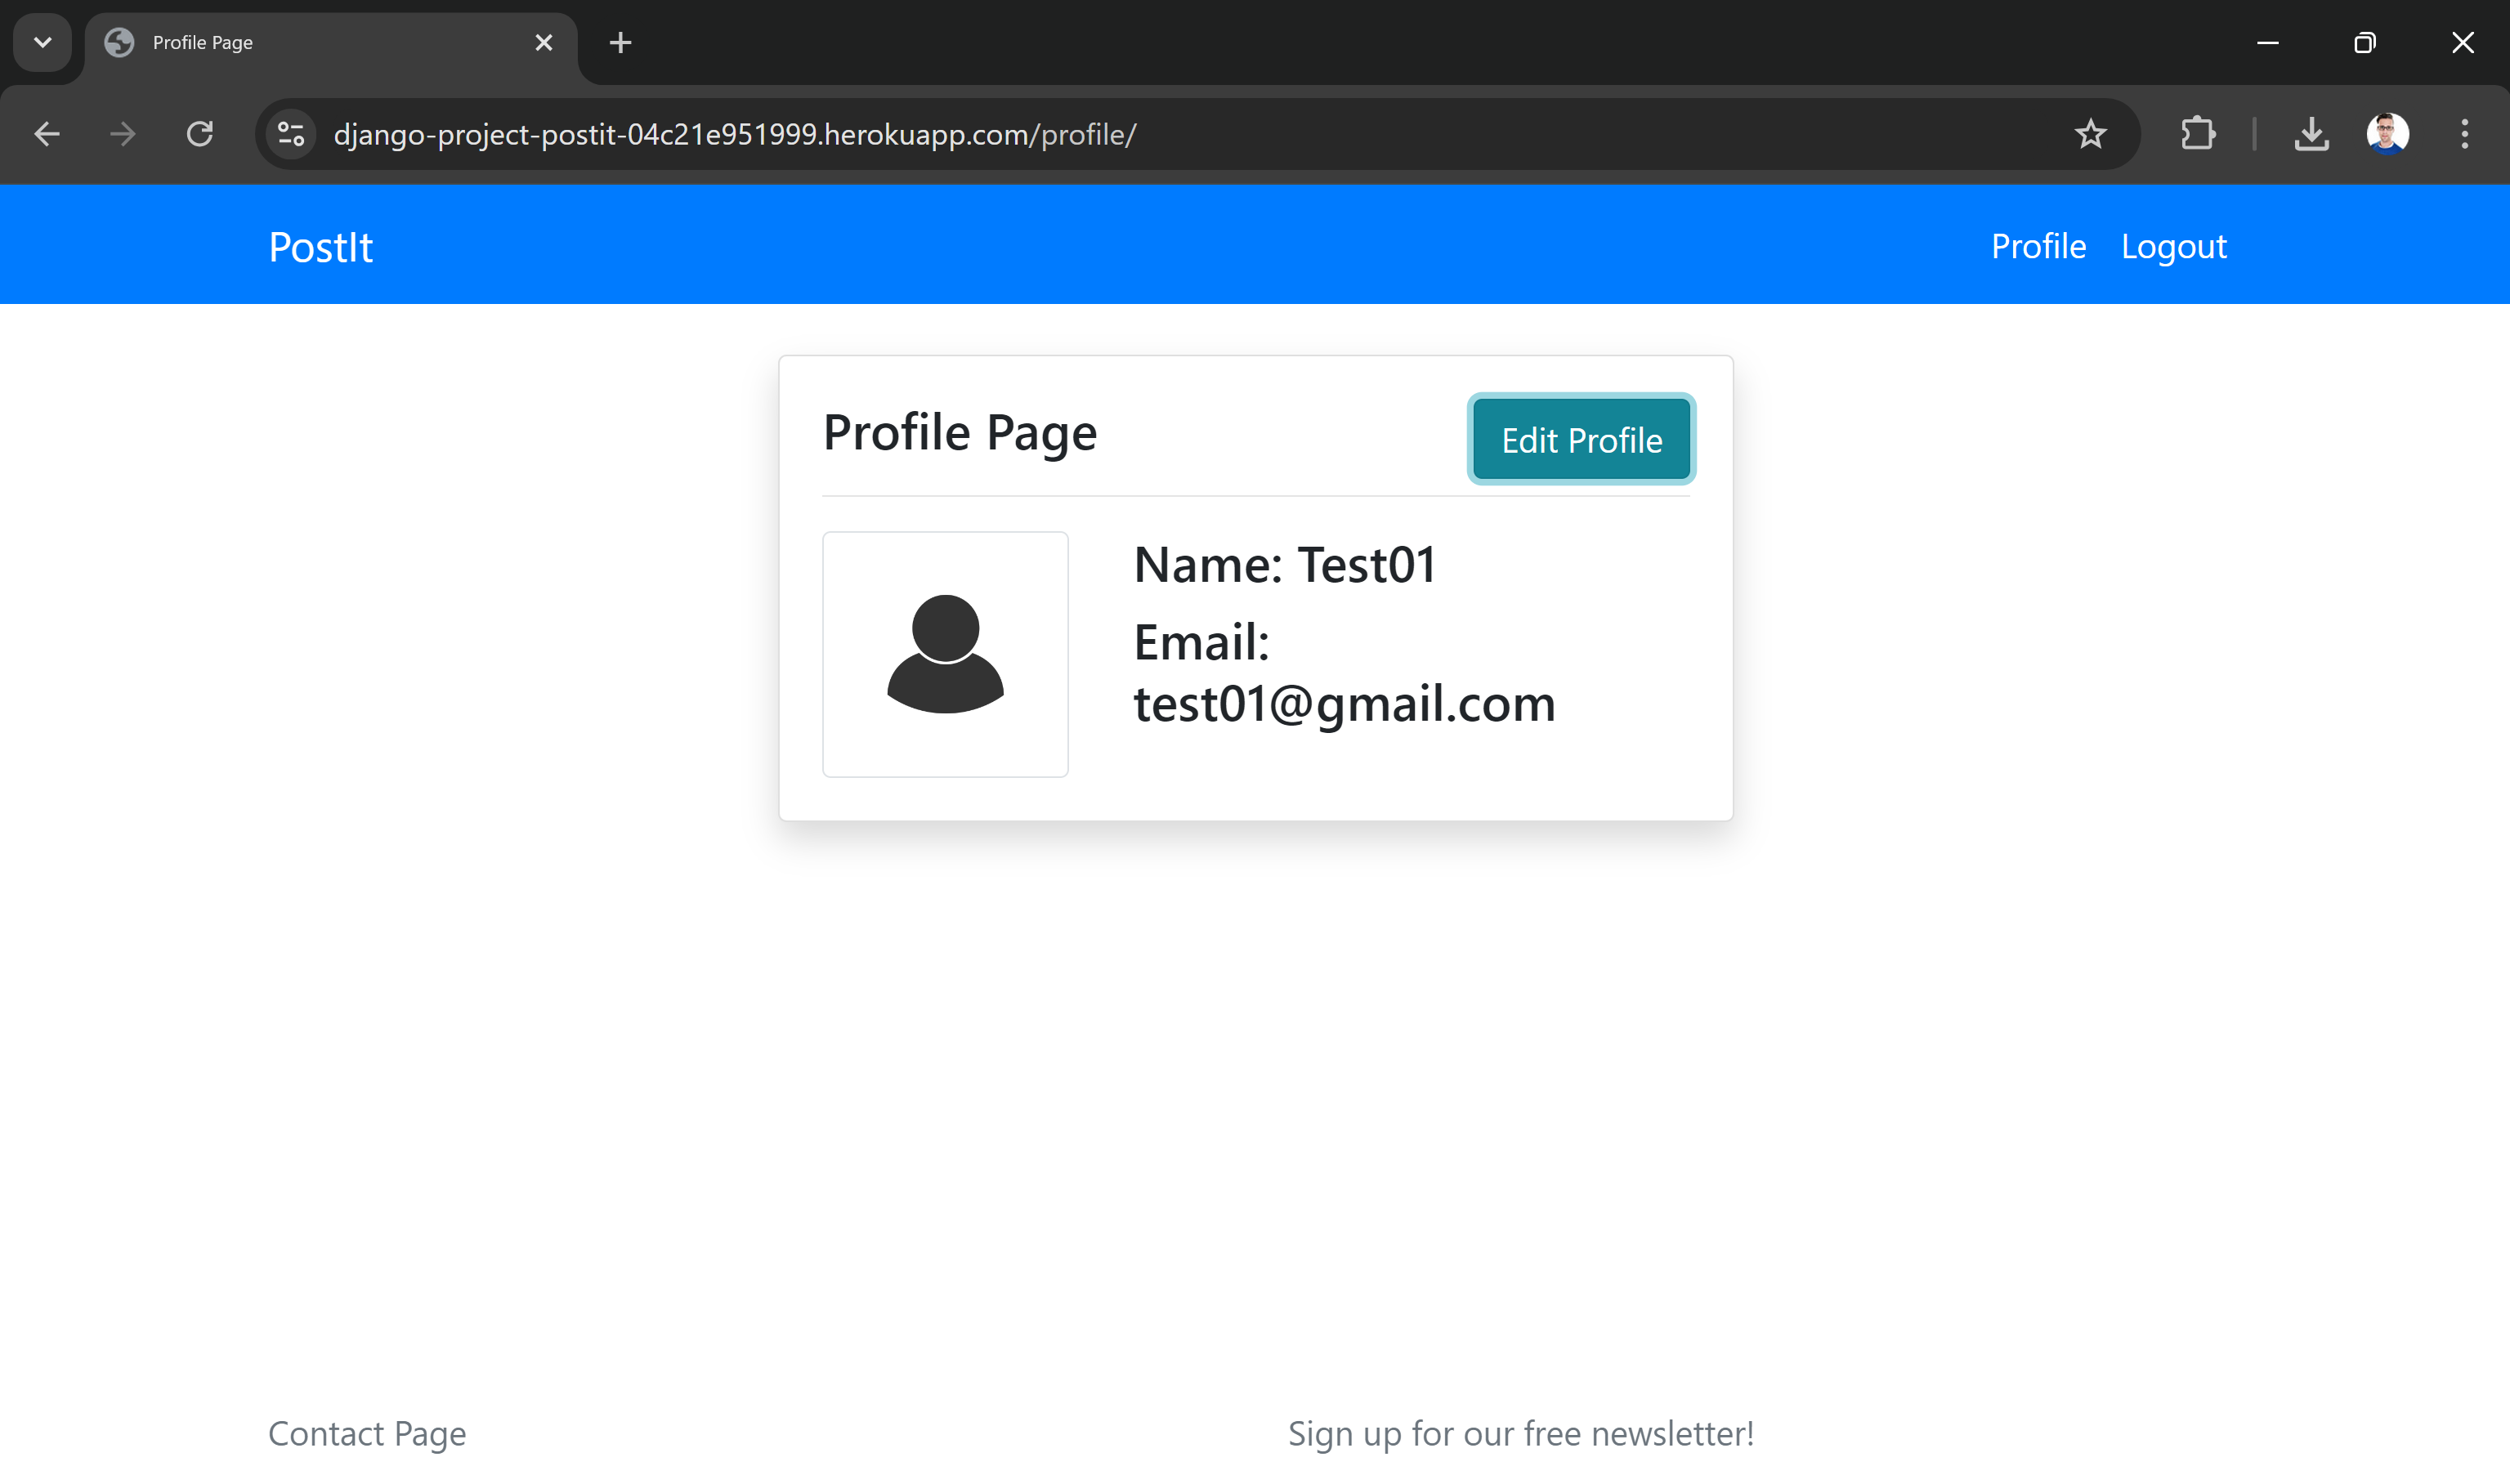 Profile Page
django-project-postit-04c21e951999.herokuapp.com/profile/
PostIt
Profile
Logout
Profile Page
Edit Profile
Name: Test01
Email:
test01@gmail.com
Contact Page
Sign up for our free newsletter!